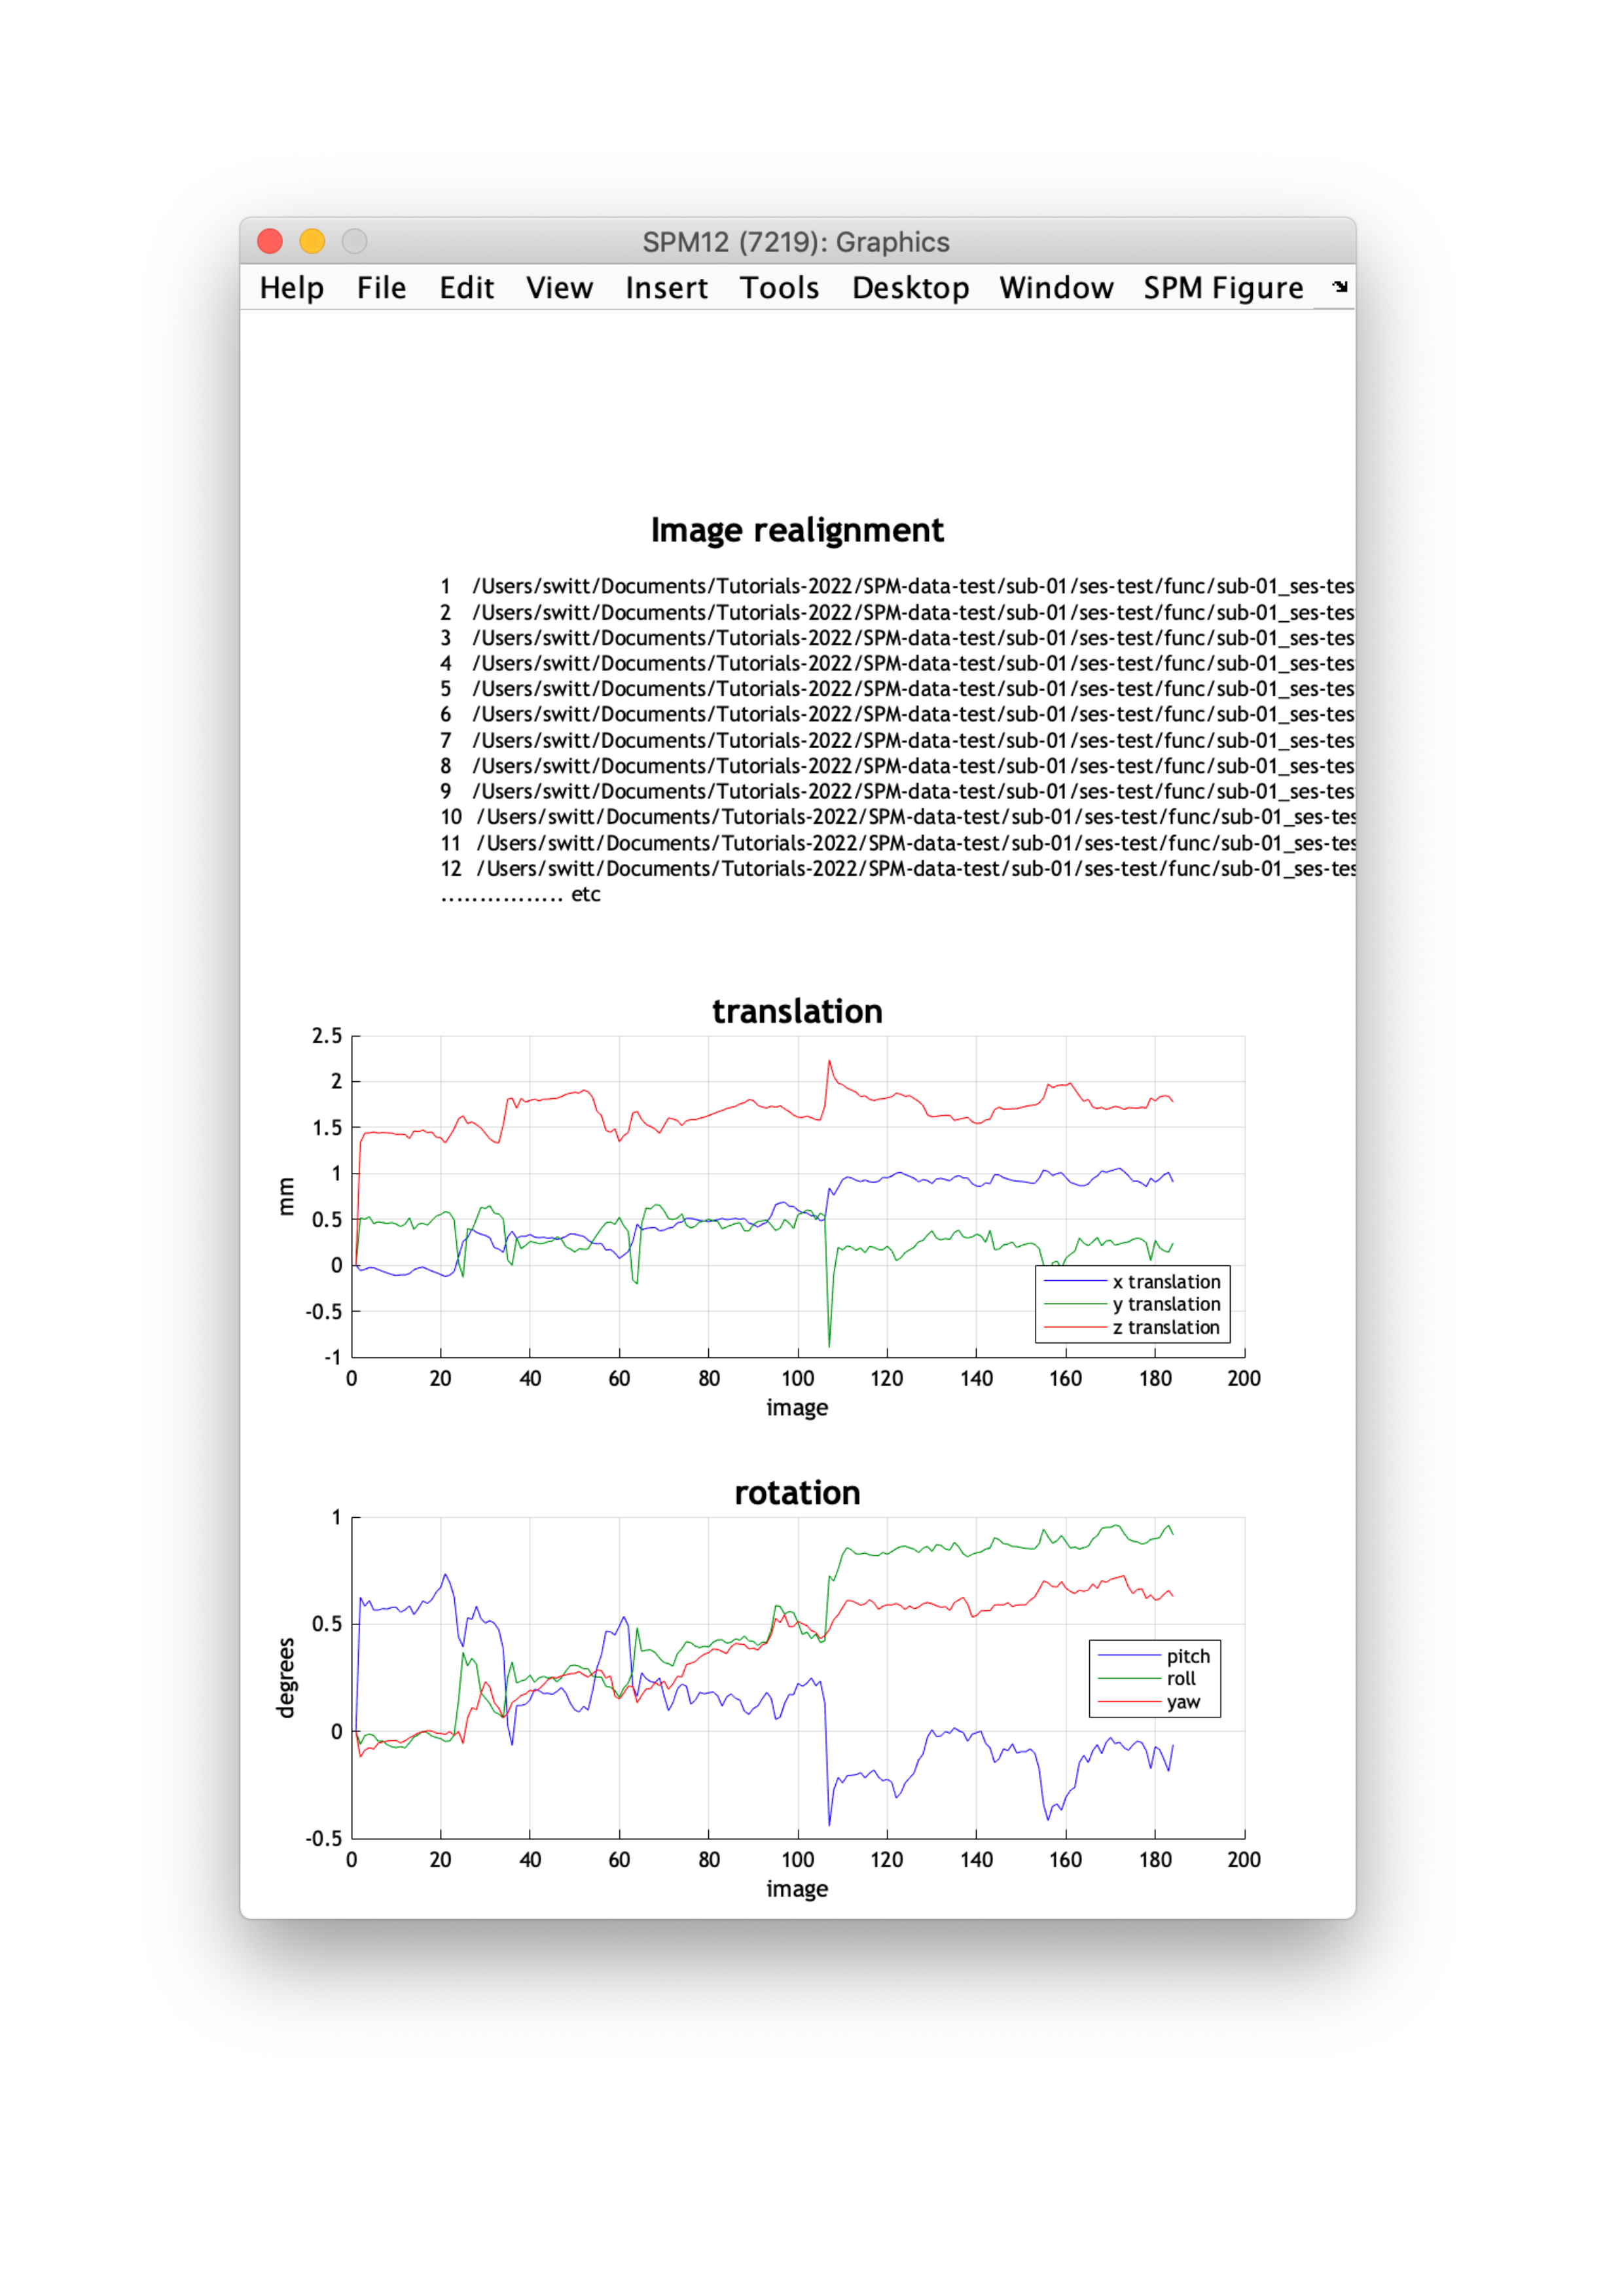 SPM12 (7219): Graphics
Help File Edit View Insert Tools Desktop Window SPM Figure
Image realignment
1 /Users/switt/Documents/Tutorials-2022/SPM-data-test/sub-01/ses-test/func/sub-01_ses-tes
2 /Users/switt/Documents/Tutorials-2022/SPM-data-test/sub-01/ses-test/func/sub-01_ses-tes
3 /Users/switt/Documents/Tutorials-2022/SPM-data-test/sub-01/ses-test/func/sub-01_ses-tes
4 /Users/switt/Documents/Tutorials-2022/SPM-data-test/sub-01/ses-test/func/sub-01_ses-tes
5 /Users/switt/Documents/Tutorials-2022/SPM-data-test/sub-01/ses-test/func/sub-01_ses-tes
6 /Users/switt/Documents/Tutorials-2022/SPM-data-test/sub-01/ses-test/func/sub-01_ses-tes
7 /Users/switt/Documents/Tutorials-2022/SPM-data-test/sub-01/ses-test/func/sub-01_ses-tes
8 /Users/switt/Documents/Tutorials-2022/SPM-data-test/sub-01/ses-test/func/sub-01_ses-tes
9 /Users/switt/Documents/Tutorials-2022/SPM-data-test/sub-01/ses-test/func/sub-01_ses-tes
10 /Users/switt/Documents/Tutorials-2022/SPM-data-test/sub-01/ses-test/func/sub-01_ses-tes
11 /Users/switt/Documents/Tutorials-2022/SPM-data-test/sub-01/ses-test/func/sub-01_ses-tes
12 /Users/switt/Documents/Tutorials-2022/SPM-data-test/sub-01/ses-test/func/sub-01_ses-tes
................ etc
translation
2.5
2
1.5
1
0.5
0
-0.5
-1
mm
x translation
y translation
z translation
0 20 40 60 80 100 120 140 160 180 200
image
rotation
1
0.5
0
-0.5
degrees
pitch
roll
yaw
0 20 40 60 80 100 120 140 160 180 200
image